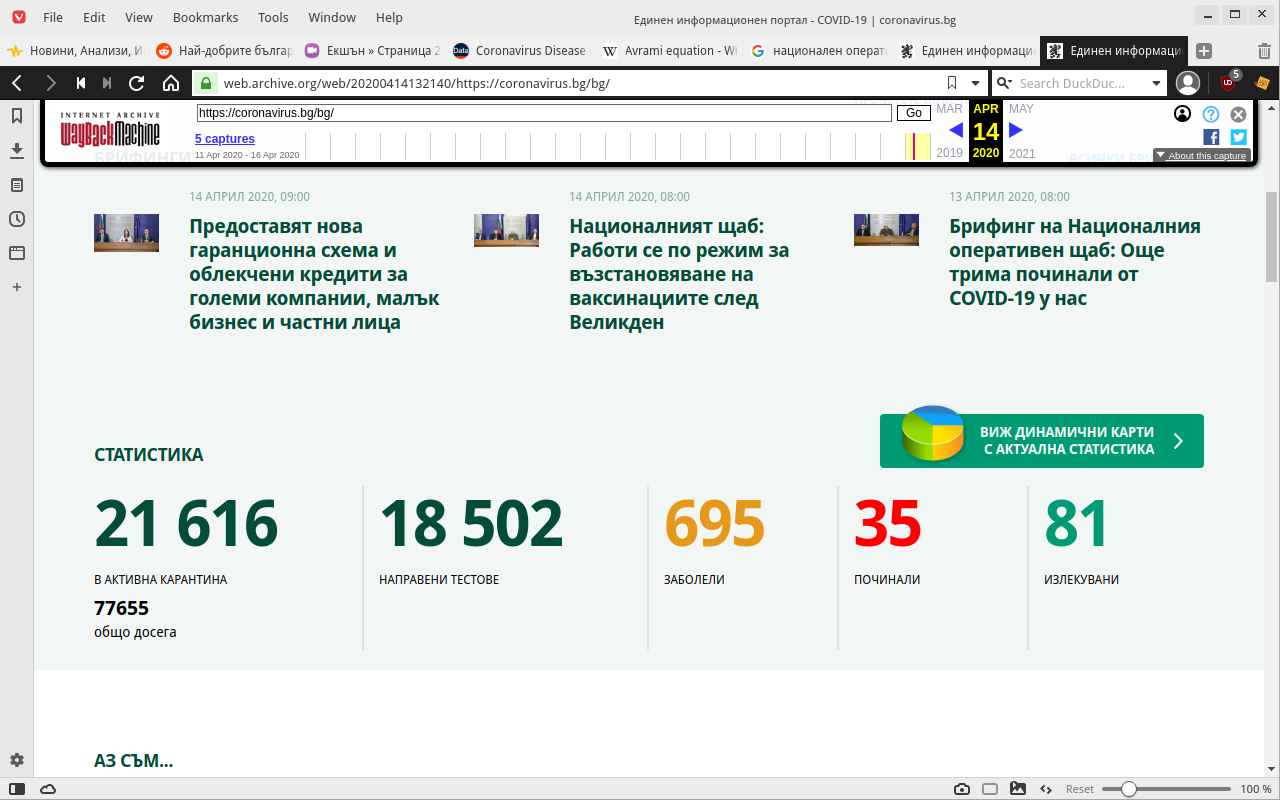 File Edit View Bookmarks Tools Window Help
Единен информационен портал - COVID-19 | coronavirus.bg
Новини, Анализи, И
Най-добрите българ
Екшън » Страница 2
Coronavirus Disease
Avrami equation - Wi
национален операт
Единен информаци
Единен информаци
web.archive.org/web/20200414132140/https://coronavirus.bg/bg/
Search DuckDuc...
5
INTERNET ARCHIVE
WayBackMachine
https://coronavirus.bg/bg/
Go
MAR APR MAY
14
2019 2020 2021
5 captures
11 Apr 2020 - 16 Apr 2020
About this capture
БРИФИНГИ
14 АПРИЛ 2020, 09:00
Предоставят нова
гаранционна схема и
облекчени кредити за
големи компании, малък
бизнес и частни лица
14 АПРИЛ 2020, 08:00
Националният щаб:
Работи се по режим за
възстановяване на
ваксинациите след
Великден
13 АПРИЛ 2020, 08:00
Брифинг на Националния
оперативен щаб: Още
трима починали от
COVID-19 у нас
ВИЖ ДИНАМИЧНИ КАРТИ
С АКТУАЛНА СТАТИСТИКА
СТАТИСТИКА
21 616
В АКТИВНА КАРАНТИНА
77655
общо досега
18 502
НАПРАВЕНИ ТЕСТОВЕ
695
ЗАБОЛЕЛИ
35
ПОЧИНАЛИ
81
ИЗЛЕКУВАНИ
АЗ СЪМ...
Reset
100 %